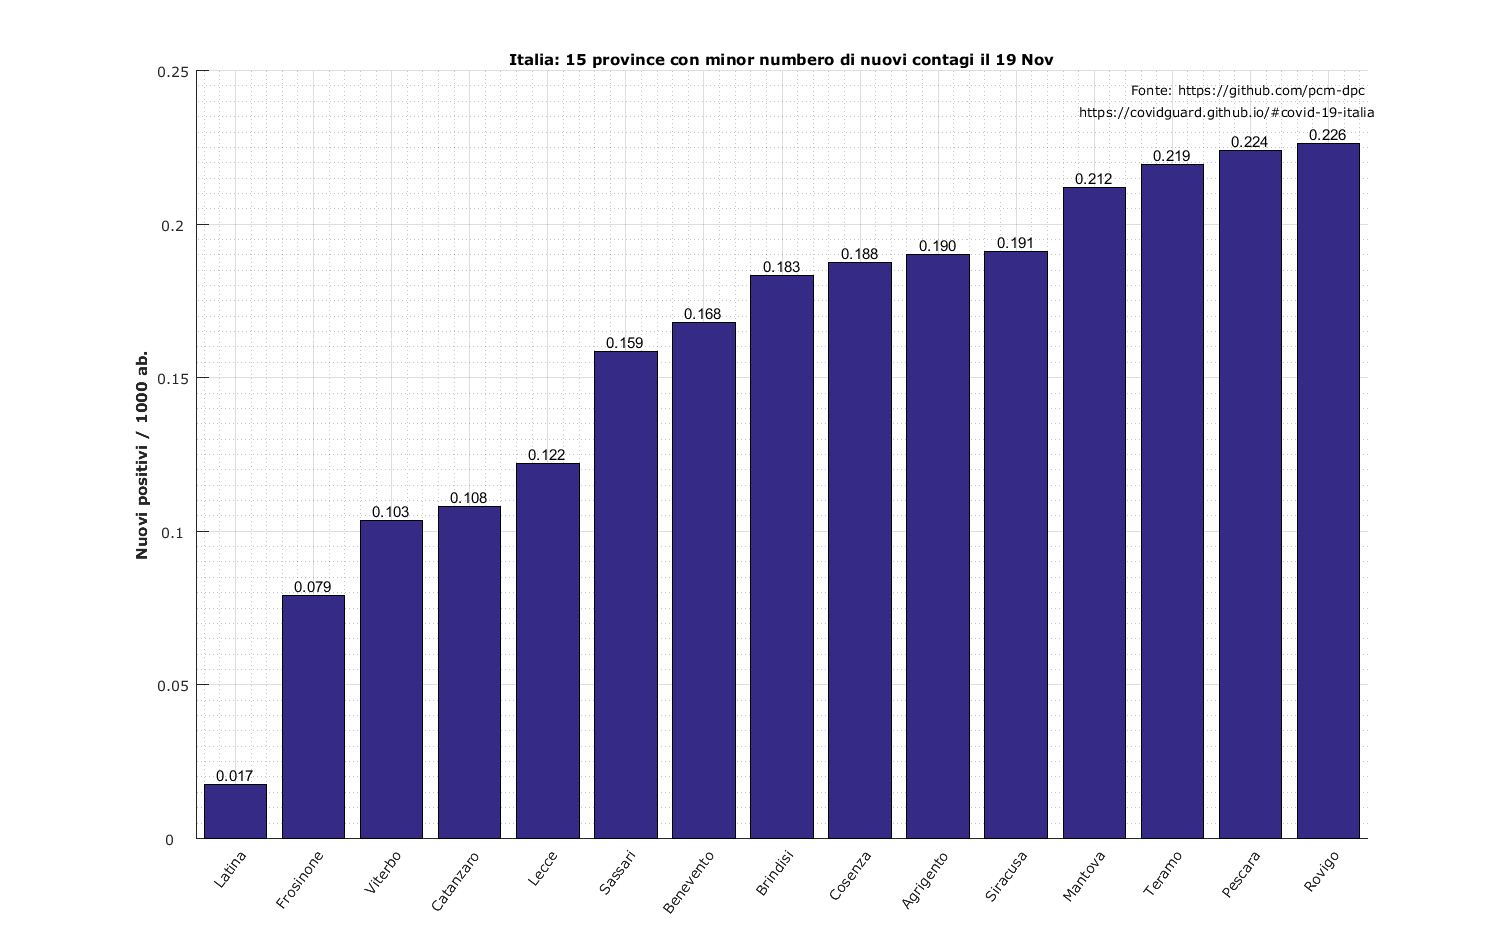 Italia: 15 province con minor numbero di nuovi contagi il 19 Nov
Fonte: https://github.com/pcm-dpc
https://covidguard.github.io/#covid-19-italia
Nuovi positivi / 1000 ab.
0.25
0.2
0.15
0.1
0.05
0
0.017
0.079
0.103
0.108
0.122
0.159
0.168
0.183
0.188
0.190
0.191
0.212
0.219
0.224
0.226
Latina
Frosinone
Viterbo
Catanzaro
Lecce
Sassari
Benevento
Brindisi
Cosenza
Agrigento
Siracusa
Mantova
Teramo
Pescara
Rovigo